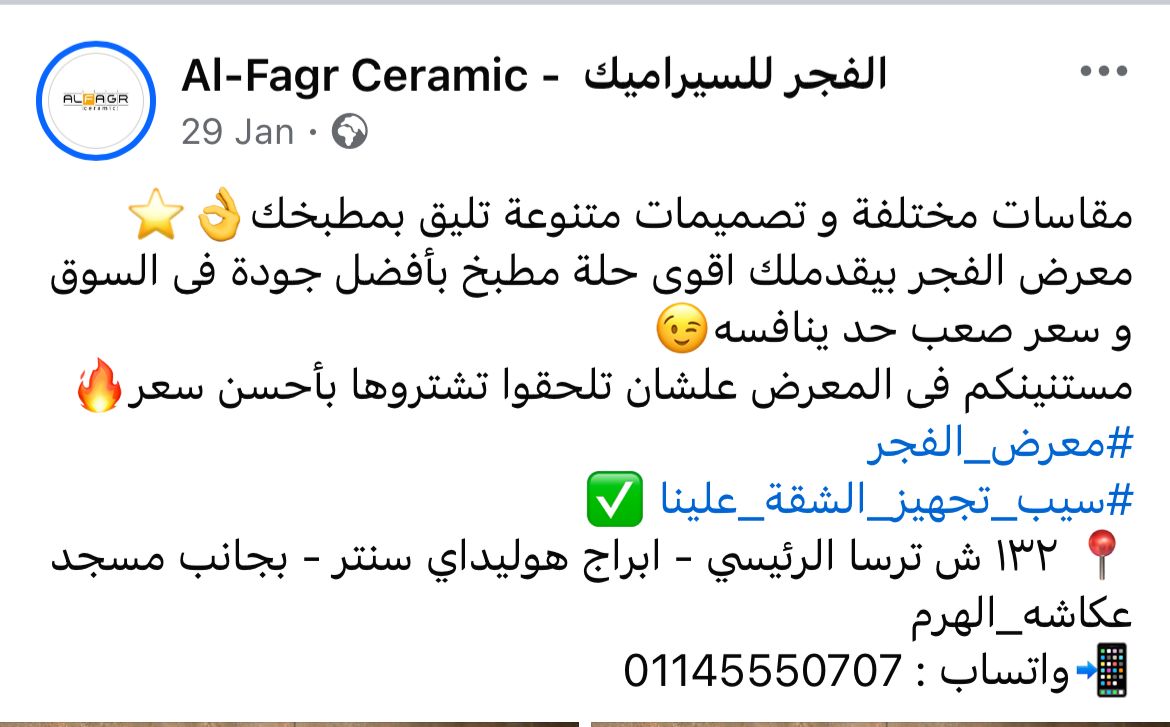 ALFAGR
ceramic
Al-Fagr Ceramic - الفجر للسيراميك
29 Jan ·
مقاسات مختلفة و تصميمات متنوعة تليق بمطبخك👌⭐
معرض الفجر بيقدملك اقوى حلة مطبخ بأفضل جودة فى السوق
و سعر صعب حد ينافسه😉
مستنينكم فى المعرض علشان تلحقوا تشتروها بأحسن سعر🔥
#معرض_الفجر
#سيب_تجهيز_الشقة_علينا ✅
📍 ١٣٢ ش ترسا الرئيسي - ابراج هوليداي سنتر - بجانب مسجد
عكاشه_الهرم
📲واتساب : 01145550707